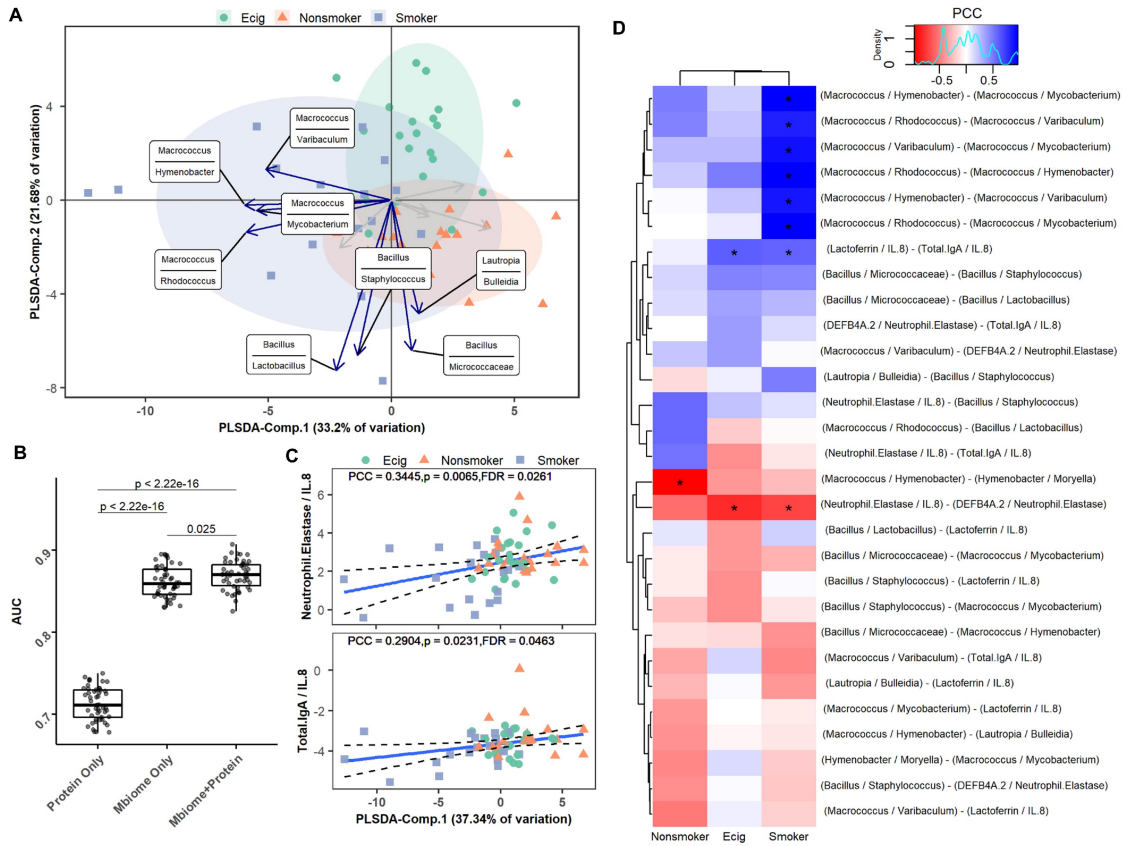 A
Ecig Nonsmoker Smoker
PLSDA-Comp.2 (21.68% of variation)
4
0
-4
-8
-10
-5
0
5
PLSDA-Comp.1 (33.2% of variation)
Macrococcus
Varibaculum
Macrococcus
Hymenobacter
Macrococcus
Mycobacterium
Macrococcus
Rhodococcus
Bacillus
Staphylococcus
Lautropia
Bulleidia
Bacillus
Lactobacillus
Bacillus
Micrococcaceae
B
AUC
0.9
0.8
0.7
p < 2.22e-16
p < 2.22e-16
0.025
Protein Only
Mbiome Only
Mbiome+Protein
C
Ecig Nonsmoker Smoker
PCC = 0.3445,p = 0.0065,FDR = 0.0261
Neutrophil.Elastase / IL.8
6
4
2
0
PCC = 0.2904,p = 0.0231,FDR = 0.0463
Total.IgA / IL.8
0
-2
-4
-10
-5
0
5
PLSDA-Comp.1 (37.34% of variation)
D
PCC
Density
0
1
-0.5
0.5
(Macrococcus / Hymenobacter) - (Macrococcus / Mycobacterium)
(Macrococcus / Rhodococcus) - (Macrococcus / Varibaculum)
(Macrococcus / Varibaculum) - (Macrococcus / Mycobacterium)
(Macrococcus / Rhodococcus) - (Macrococcus / Hymenobacter)
(Macrococcus / Hymenobacter) - (Macrococcus / Varibaculum)
(Macrococcus / Rhodococcus) - (Macrococcus / Mycobacterium)
(Lactoferrin / IL.8) - (Total.IgA / IL.8)
(Bacillus / Micrococcaceae) - (Bacillus / Staphylococcus)
(Bacillus / Micrococcaceae) - (Bacillus / Lactobacillus)
(DEFB4A.2 / Neutrophil.Elastase) - (Total.IgA / IL.8)
(Macrococcus / Varibaculum) - (DEFB4A.2 / Neutrophil.Elastase)
(Lautropia / Bulleidia) - (Bacillus / Staphylococcus)
(Neutrophil.Elastase / IL.8) - (Bacillus / Staphylococcus)
(Macrococcus / Rhodococcus) - (Bacillus / Lactobacillus)
(Neutrophil.Elastase / IL.8) - (Total.IgA / IL.8)
(Macrococcus / Hymenobacter) - (Hymenobacter / Moryella)
(Neutrophil.Elastase / IL.8) - (DEFB4A.2 / Neutrophil.Elastase)
(Bacillus / Lactobacillus) - (Lactoferrin / IL.8)
(Bacillus / Micrococcaceae) - (Macrococcus / Mycobacterium)
(Bacillus / Staphylococcus) - (Lactoferrin / IL.8)
(Bacillus / Staphylococcus) - (Macrococcus / Mycobacterium)
(Bacillus / Micrococcaceae) - (Macrococcus / Hymenobacter)
(Macrococcus / Varibaculum) - (Total.IgA / IL.8)
(Lautropia / Bulleidia) - (Lactoferrin / IL.8)
(Macrococcus / Mycobacterium) - (Lactoferrin / IL.8)
(Macrococcus / Hymenobacter) - (Lautropia / Bulleidia)
(Hymenobacter / Moryella) - (Macrococcus / Mycobacterium)
(Bacillus / Staphylococcus) - (DEFB4A.2 / Neutrophil.Elastase)
(Macrococcus / Varibaculum) - (Lactoferrin / IL.8)
Nonsmoker Ecig Smoker